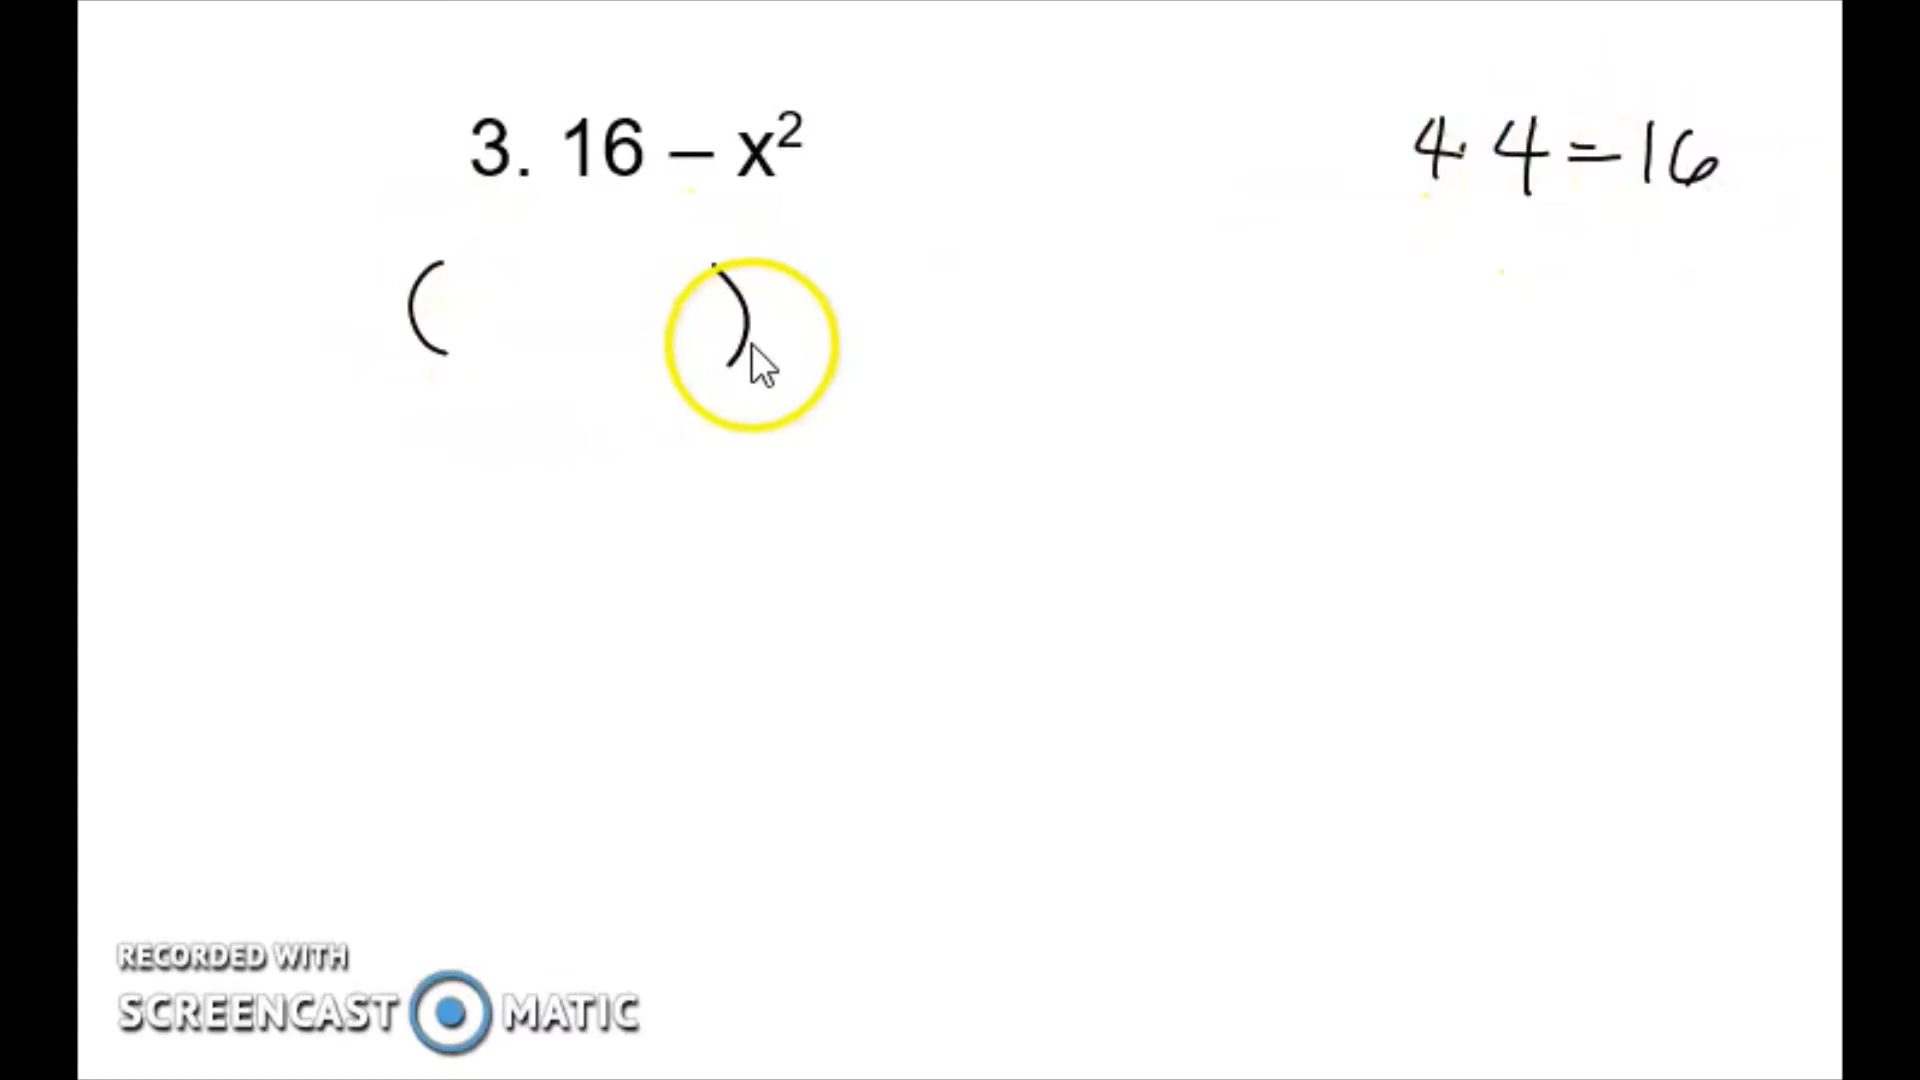 3. 16 – x²
4 · 4 = 16
( )
RECORDED WITH
SCREENCAST MATIC